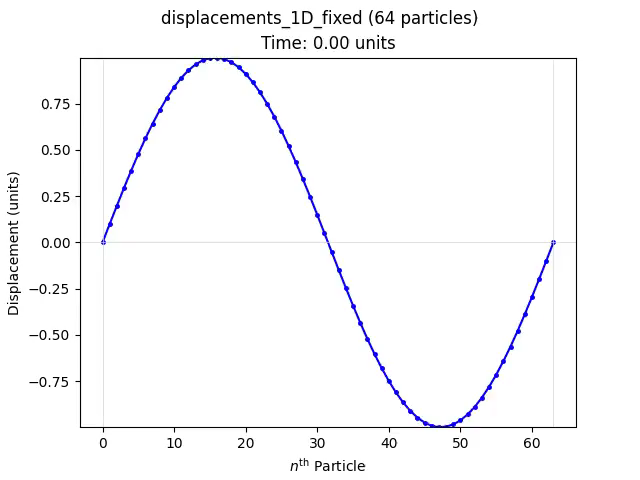 displacements_1D_fixed (64 particles)
Time: 0.00 units
Displacement (units)
0.75
0.50
0.25
0.00
−0.25
−0.50
−0.75
0 10 20 30 40 50 60
nᵗʰ Particle